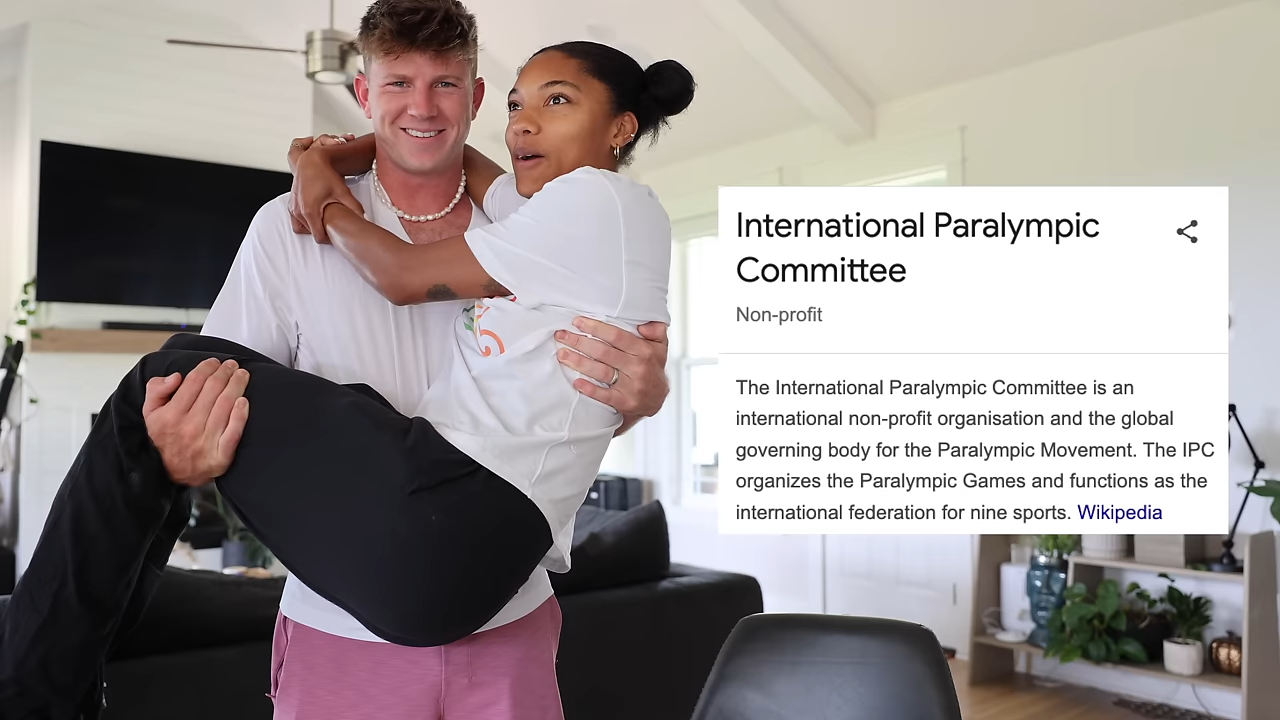 International Paralympic
Committee
Non-profit
The International Paralympic Committee is an
international non-profit organisation and the global
governing body for the Paralympic Movement. The IPC
organizes the Paralympic Games and functions as the
international federation for nine sports. Wikipedia